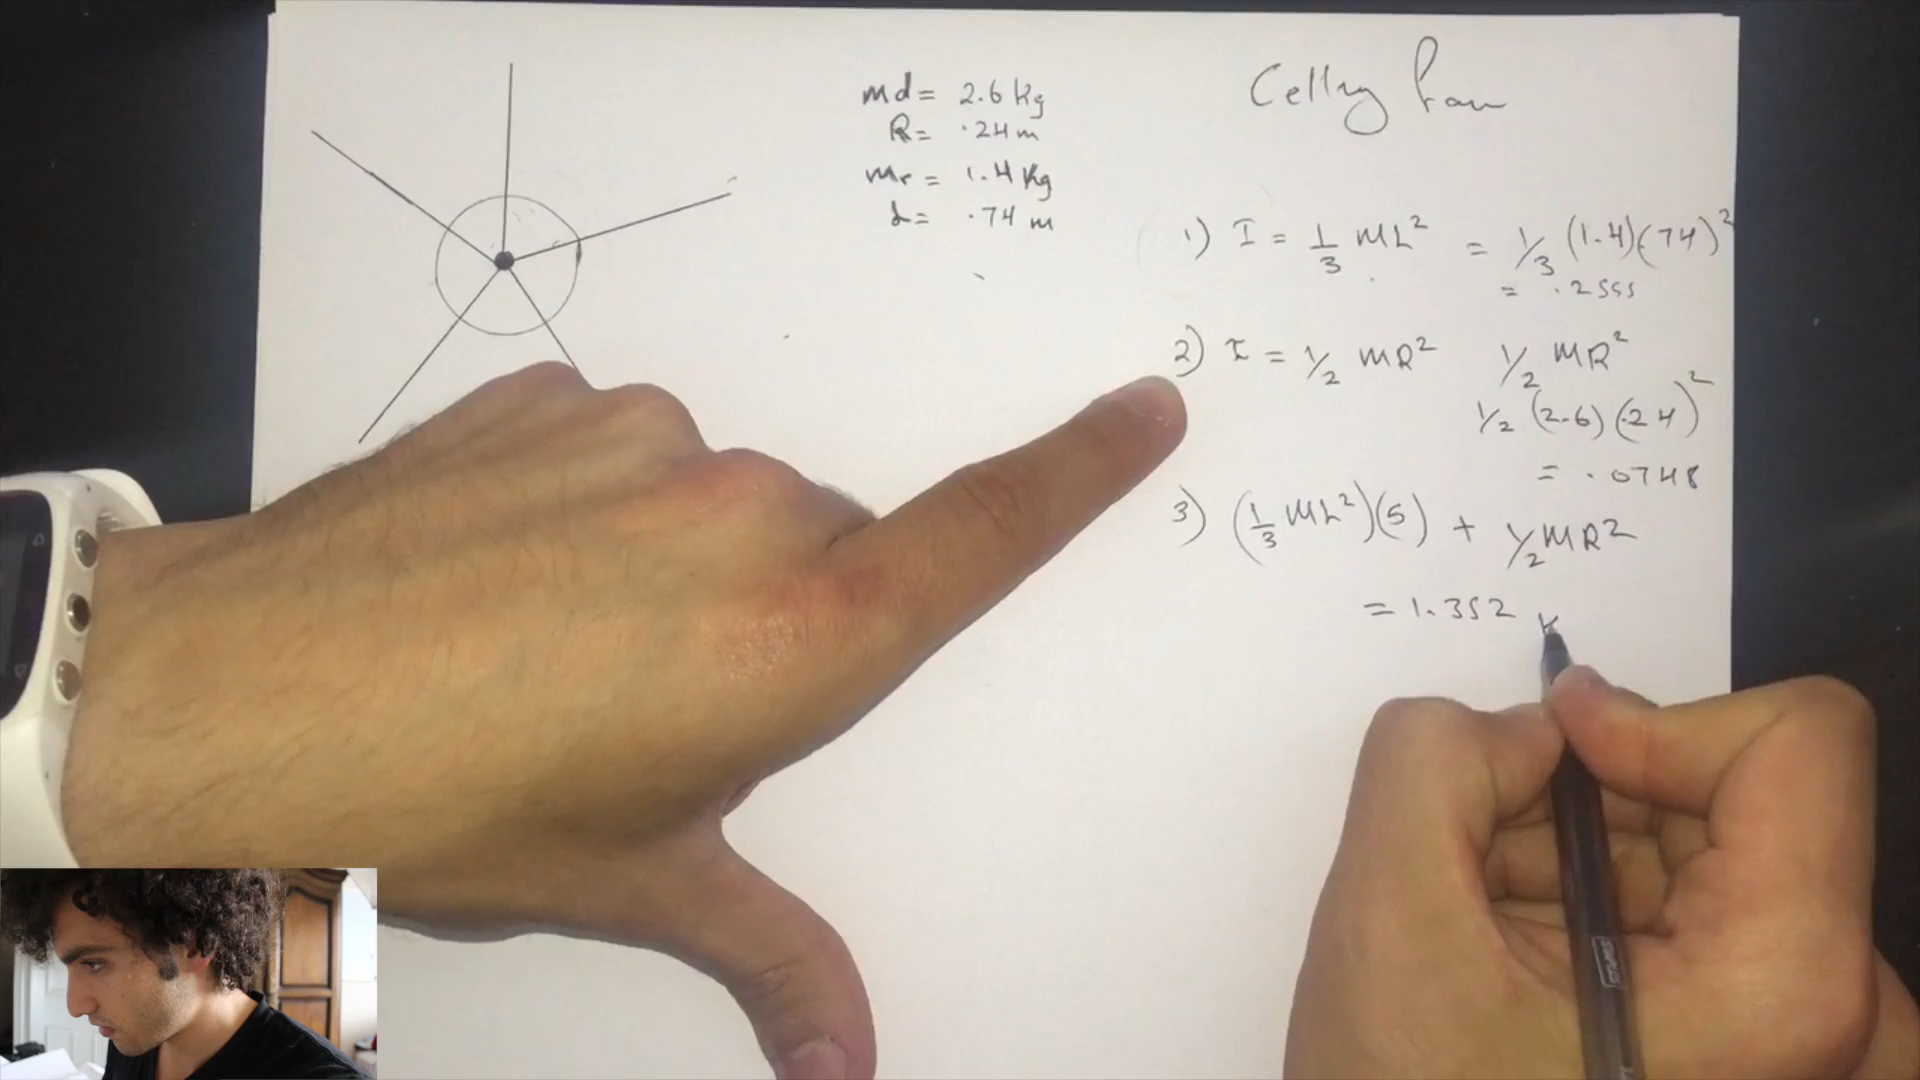 md = 2.6 kg
R = .24 m
mr = 1.4 kg
L = .74 m
1) I = 1/3 ML² = 1/3 (1.4)(.74)²
= .2555
2) I = 1/2 MR² 1/2 MR²
1/2 (2.6)(.24)²
= .0748
3) (1/3 ML²)(5) + 1/2 MR²
= 1.352 k
STAPLES